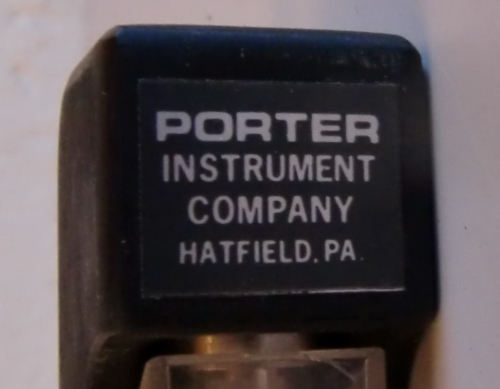 PORTER
INSTRUMENT
COMPANY
HATFIELD, PA.